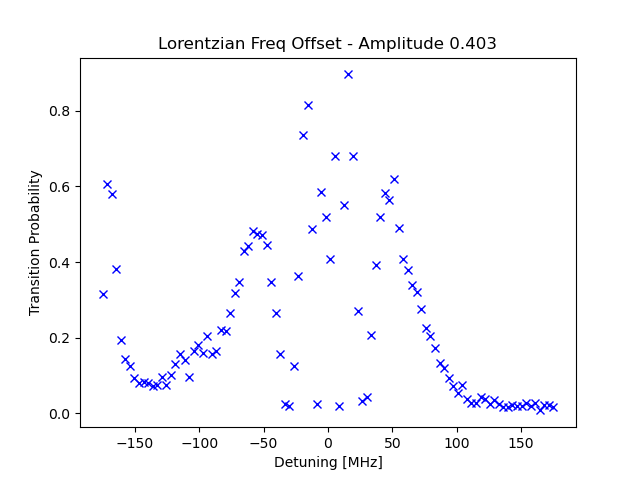 Lorentzian Freq Offset - Amplitude 0.403
Transition Probability
0.8
0.6
0.4
0.2
0.0
−150 −100 −50 0 50 100 150
Detuning [MHz]